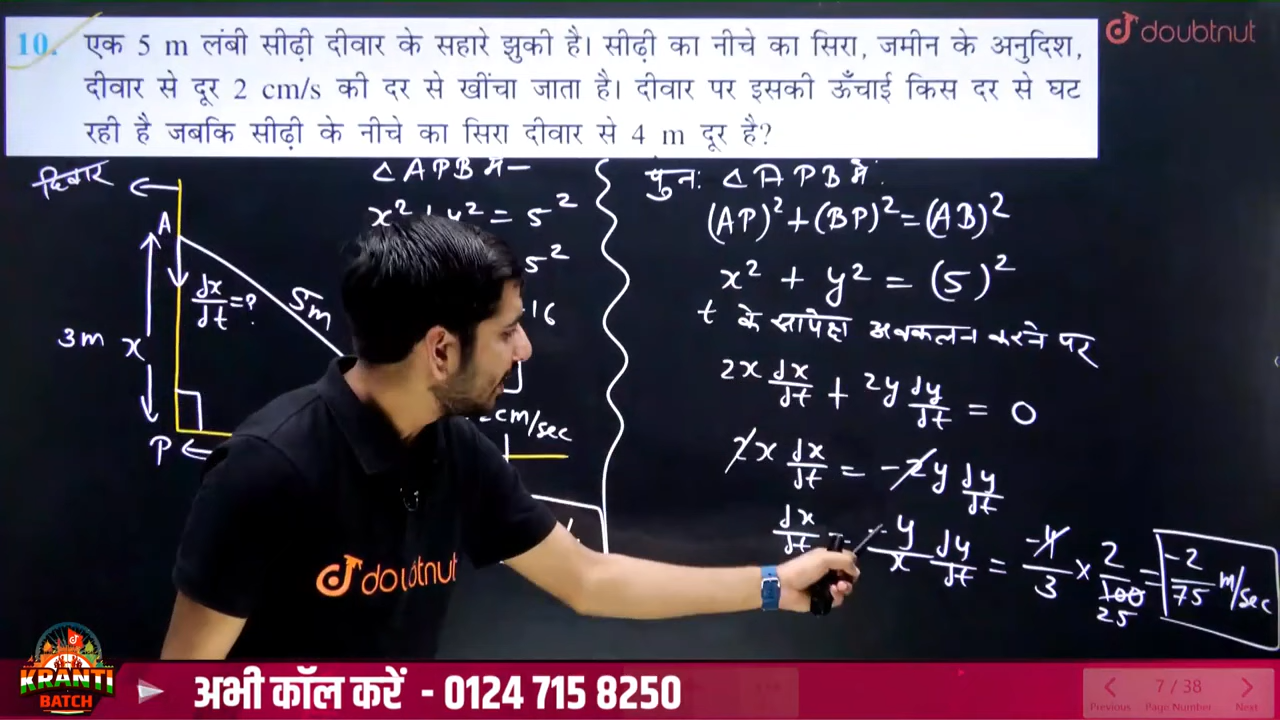 10. एक 5 m लंबी सीढ़ी दीवार के सहारे झुकी है। सीढ़ी का नीचे का सिरा, जमीन के अनुदिश,
दीवार से दूर 2 cm/s की दर से खींचा जाता है। दीवार पर इसकी ऊँचाई किस दर से घट
रही है जबकि सीढ़ी के नीचे का सिरा दीवार से 4 m दूर है?
doubtnut
दिवार
A
dx/dt=?
5m
3m x
P
△APB में—
x² + y² = 5²
5²
16
cm/sec
पुनः △APB में:
(AP)²+(BP)²=(AB)²
x² + y² = (5)²
t के सापेक्ष अवकलन करने पर
2x dx/dt + 2y dy/dt = 0
2x dx/dt = -2y dy/dt
dx/dt = -y/x dy/dt = -4/3 × 2/100 = -2/75 m/sec
25
doubtnut
KRANTI
BATCH
अभी कॉल करें - 0124 715 8250
7 / 38
Previous Page Number Next